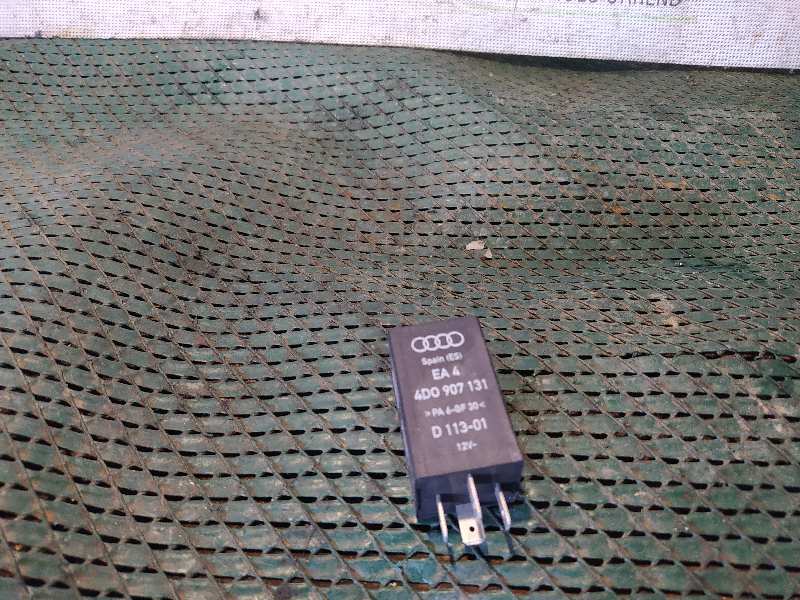 Spain (ES)
EA 4
4D0 907 131
>PA 6-GF 30<
D 113-01
12V-